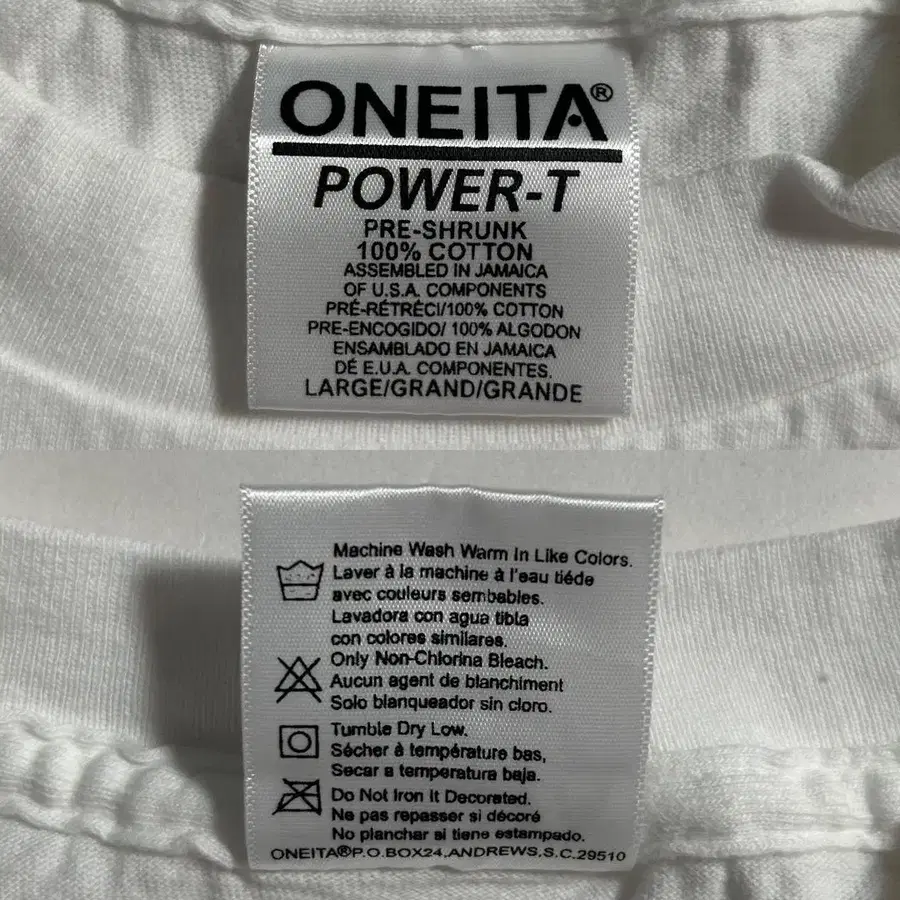 ONEITA®
POWER-T
PRE-SHRUNK
100% COTTON
ASSEMBLED IN JAMAICA
OF U.S.A. COMPONENTS
PRÉ-RÉTRÉCI/100% COTTON
PRE-ENCOGIDO/ 100% ALGODON
ENSAMBLADO EN JAMAICA
DÉ E.U.A. COMPONENTES.
LARGE/GRAND/GRANDE
Machine Wash Warm In Like Colors.
Laver à la machine à l'eau tiéde
avec couleurs sembables.
Lavadora con agua tibla
con colores similares.
Only Non-Chlorina Bleach.
Aucun agent de blanchiment
Solo blanqueador sin cloro.
Tumble Dry Low.
Sécher à température bas,
Secar a temperatura baja.
Do Not Iron It Decorated.
Ne pas repasser si décoré
No planchar si tiene estampado.
ONEITA®P.O.BOX24,ANDREWS,S.C.29510